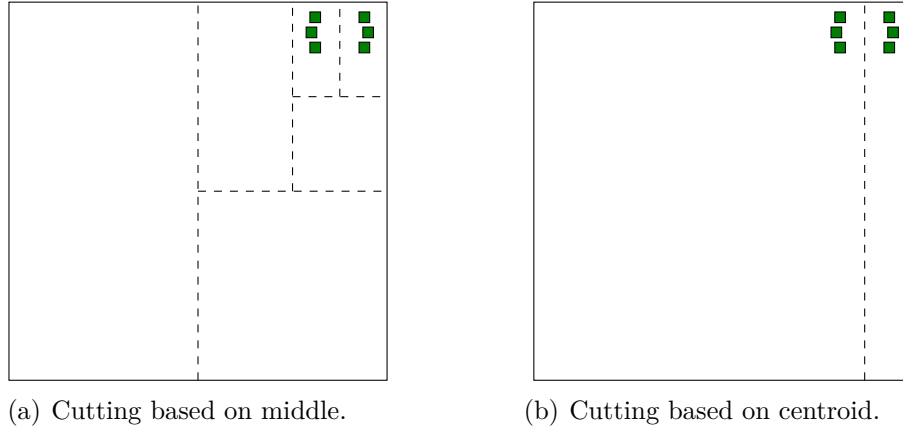 (a) Cutting based on middle.
(b) Cutting based on centroid.